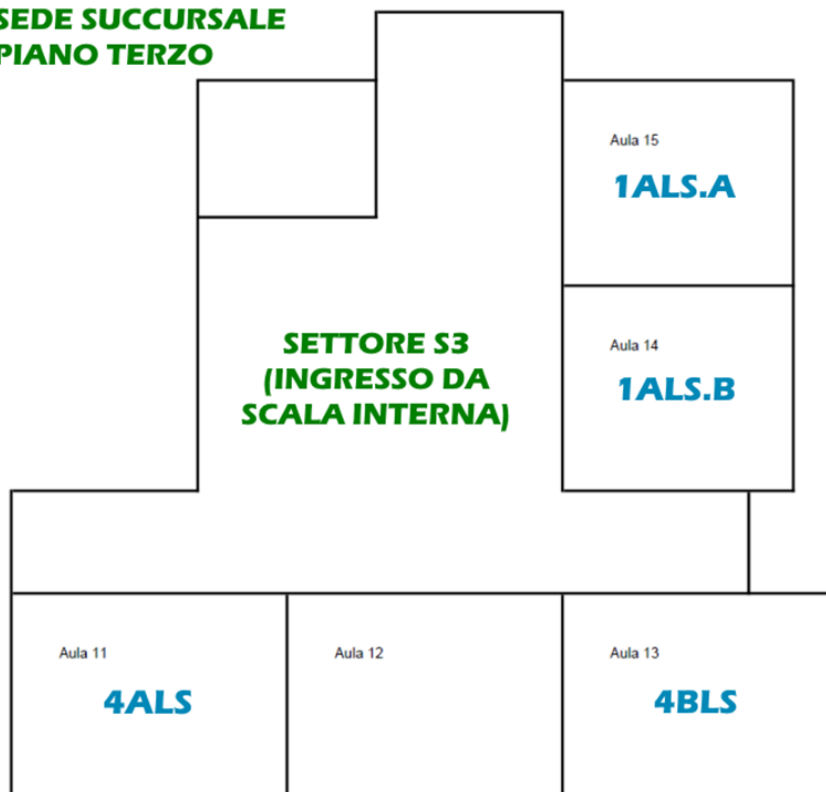 SEDE SUCCURSALE
PIANO TERZO
Aula 15
1ALS.A
SETTORE S3
(INGRESSO DA
SCALA INTERNA)
Aula 14
1ALS.B
Aula 11
4ALS
Aula 12
Aula 13
4BLS